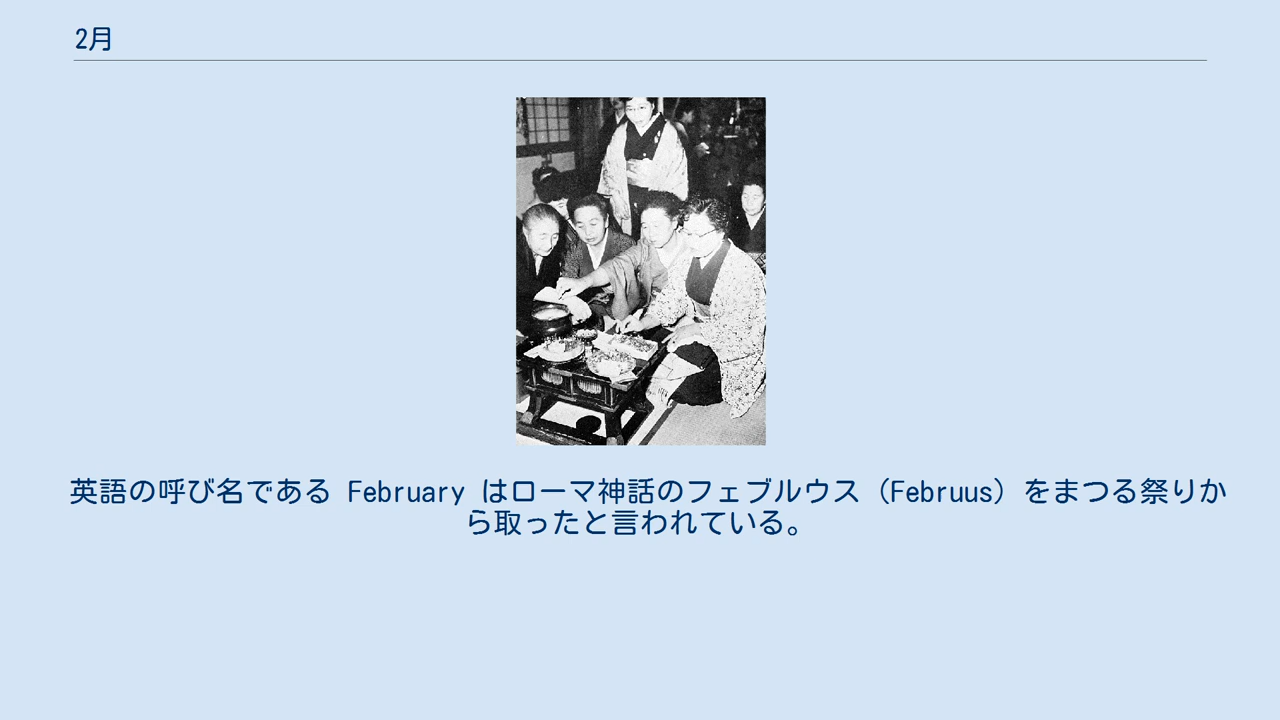 2月
英語の呼び名である February はローマ神話のフェブルウス（Februus）をまつる祭りか
ら取ったと言われている。